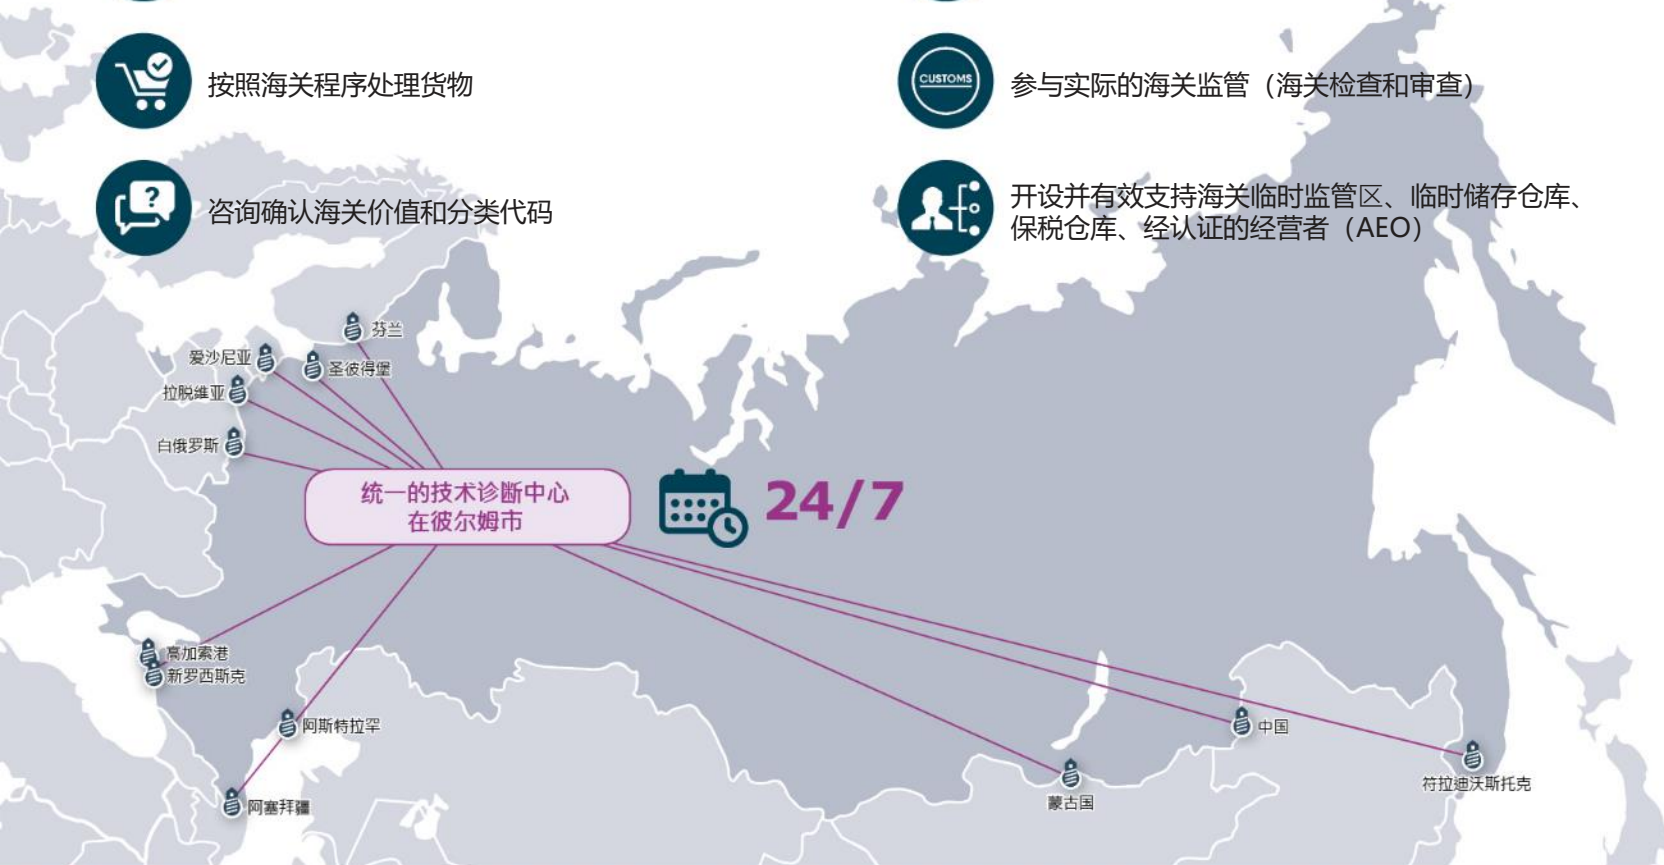 按照海关程序处理货物
CUSTOMS
参与实际的海关监管（海关检查和审查）
?
咨询确认海关价值和分类代码
开设并有效支持海关临时监管区、临时储存仓库、
保税仓库、经认证的经营者（AEO）
芬兰
爱沙尼亚
圣彼得堡
拉脱维亚
白俄罗斯
统一的技术诊断中心
在彼尔姆市
24/7
高加索港
新罗西斯克
阿斯特拉罕
中国
符拉迪沃斯托克
蒙古国
阿塞拜疆